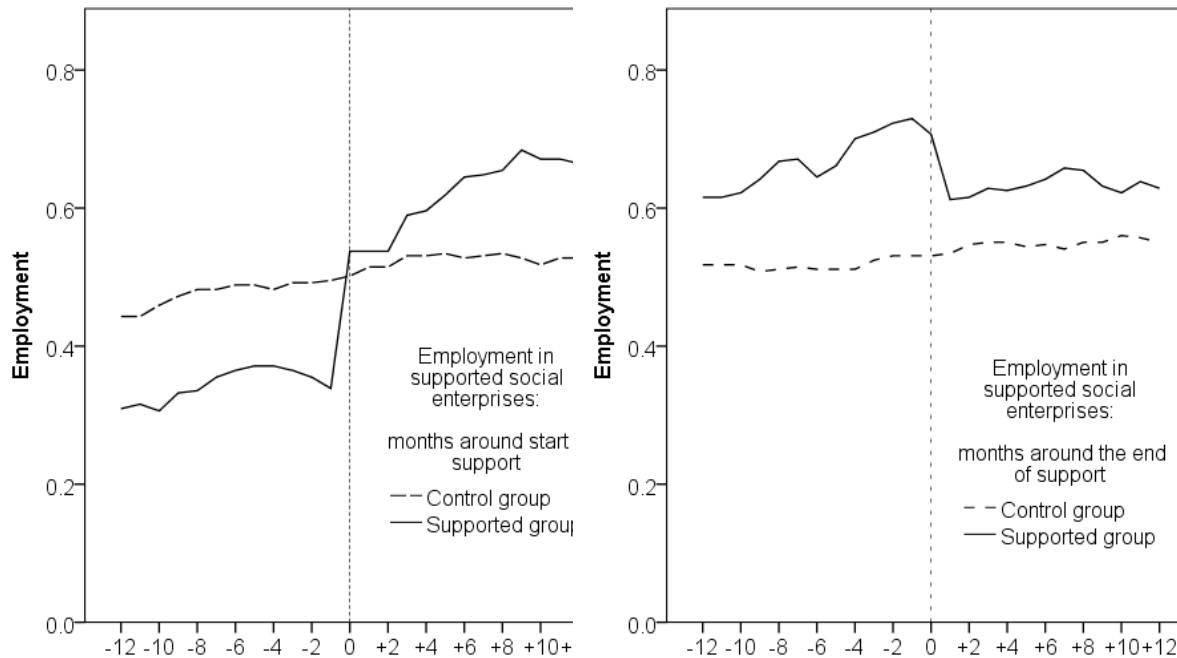 0.8
0.6
0.4
0.2
0.0
Employment
Employment in
supported social
enterprises:
months around start
support
Control group
Supported group
-12 -10 -8 -6 -4 -2 0 +2 +4 +6 +8 +10 +
0.8
0.6
0.4
0.2
0.0
Employment
Employment in
supported social
enterprises:
months around the end
of support
Control group
Supported group
-12 -10 -8 -6 -4 -2 0 +2 +4 +6 +8 +10 +12